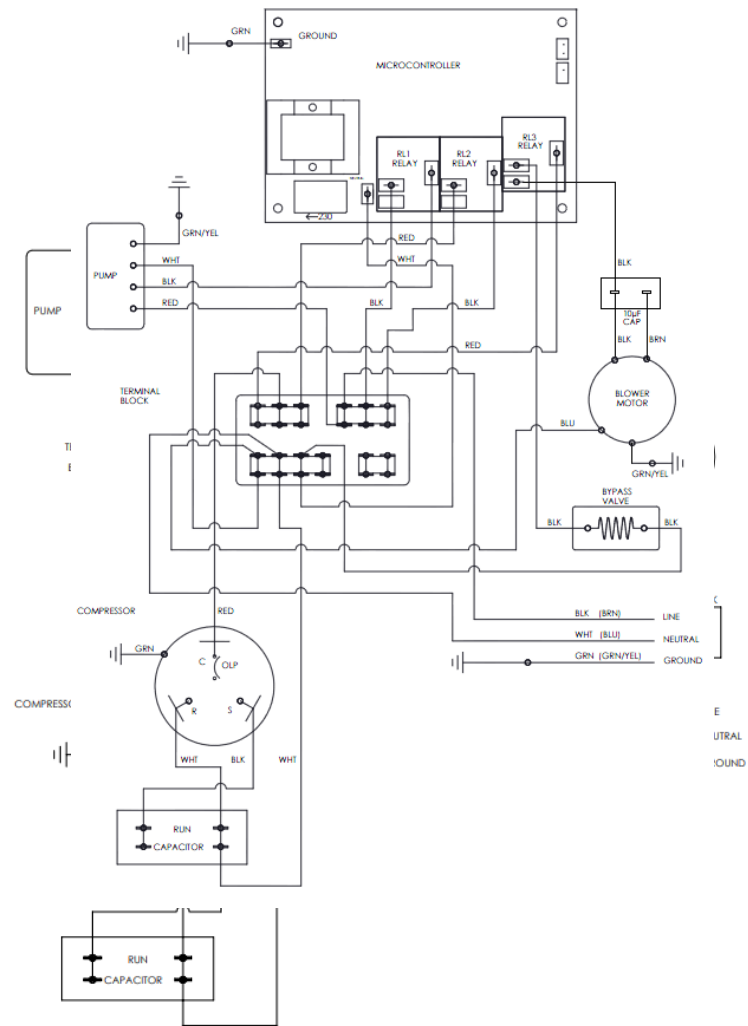 GRN
GROUND
MICROCONTROLLER
RL3
RELAY
RL1
RELAY
RL2
RELAY
←230
GRN/YEL
RED
WHT
WHT
PUMP
BLK
BLK
PUMP
RED
BLK
BLK
10µF
CAP
RED
BLK
BRN
TERMINAL
BLOCK
BLOWER
MOTOR
BLU
GRN/YEL
BYPASS
VALVE
BLK
BLK
COMPRESSOR
RED
BLK (BRN)
LINE
WHT (BLU)
NEUTRAL
GRN
GRN (GRN/YEL)
GROUND
C
OLP
R
S
COMPRESSO
E
UTRAL
OUND
WHT
BLK
WHT
RUN
CAPACITOR
RUN
CAPACITOR